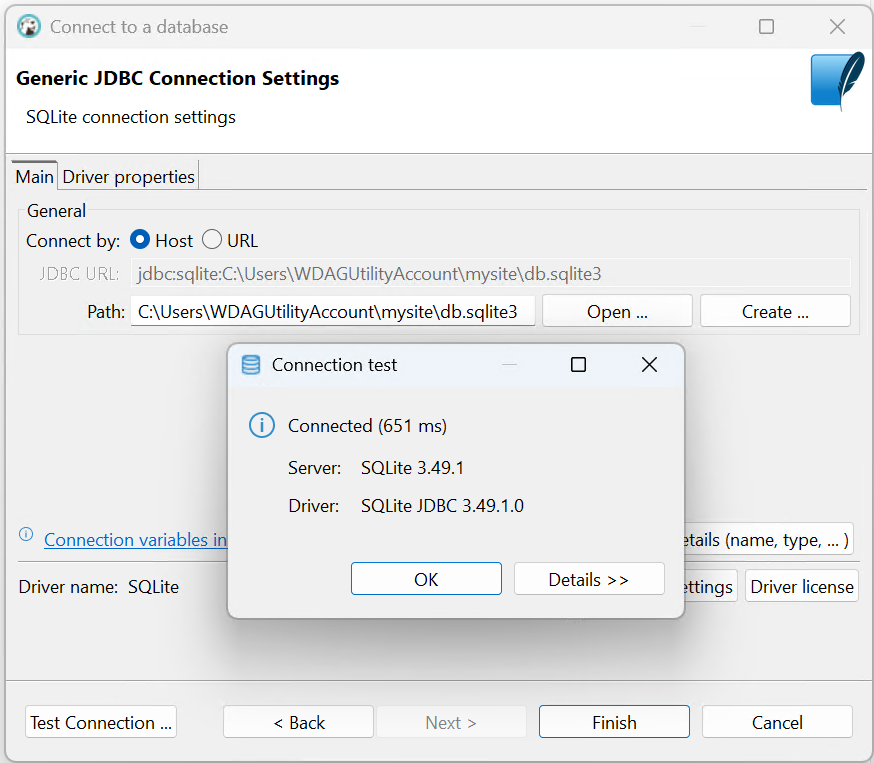 Connect to a database
Generic JDBC Connection Settings
SQLite connection settings
Main Driver properties
General
Connect by: Host URL
JDBC URL: jdbc:sqlite:C:\Users\WDAGUtilityAccount\mysite\db.sqlite3
Path: C:\Users\WDAGUtilityAccount\mysite\db.sqlite3 Open ... Create ...
Connection test
Connected (651 ms)
Server: SQLite 3.49.1
Driver: SQLite JDBC 3.49.1.0
OK Details >>
Connection variables in
(name, type, ... )
Driver name: SQLite
Driver license
Test Connection ... < Back Next > Finish Cancel